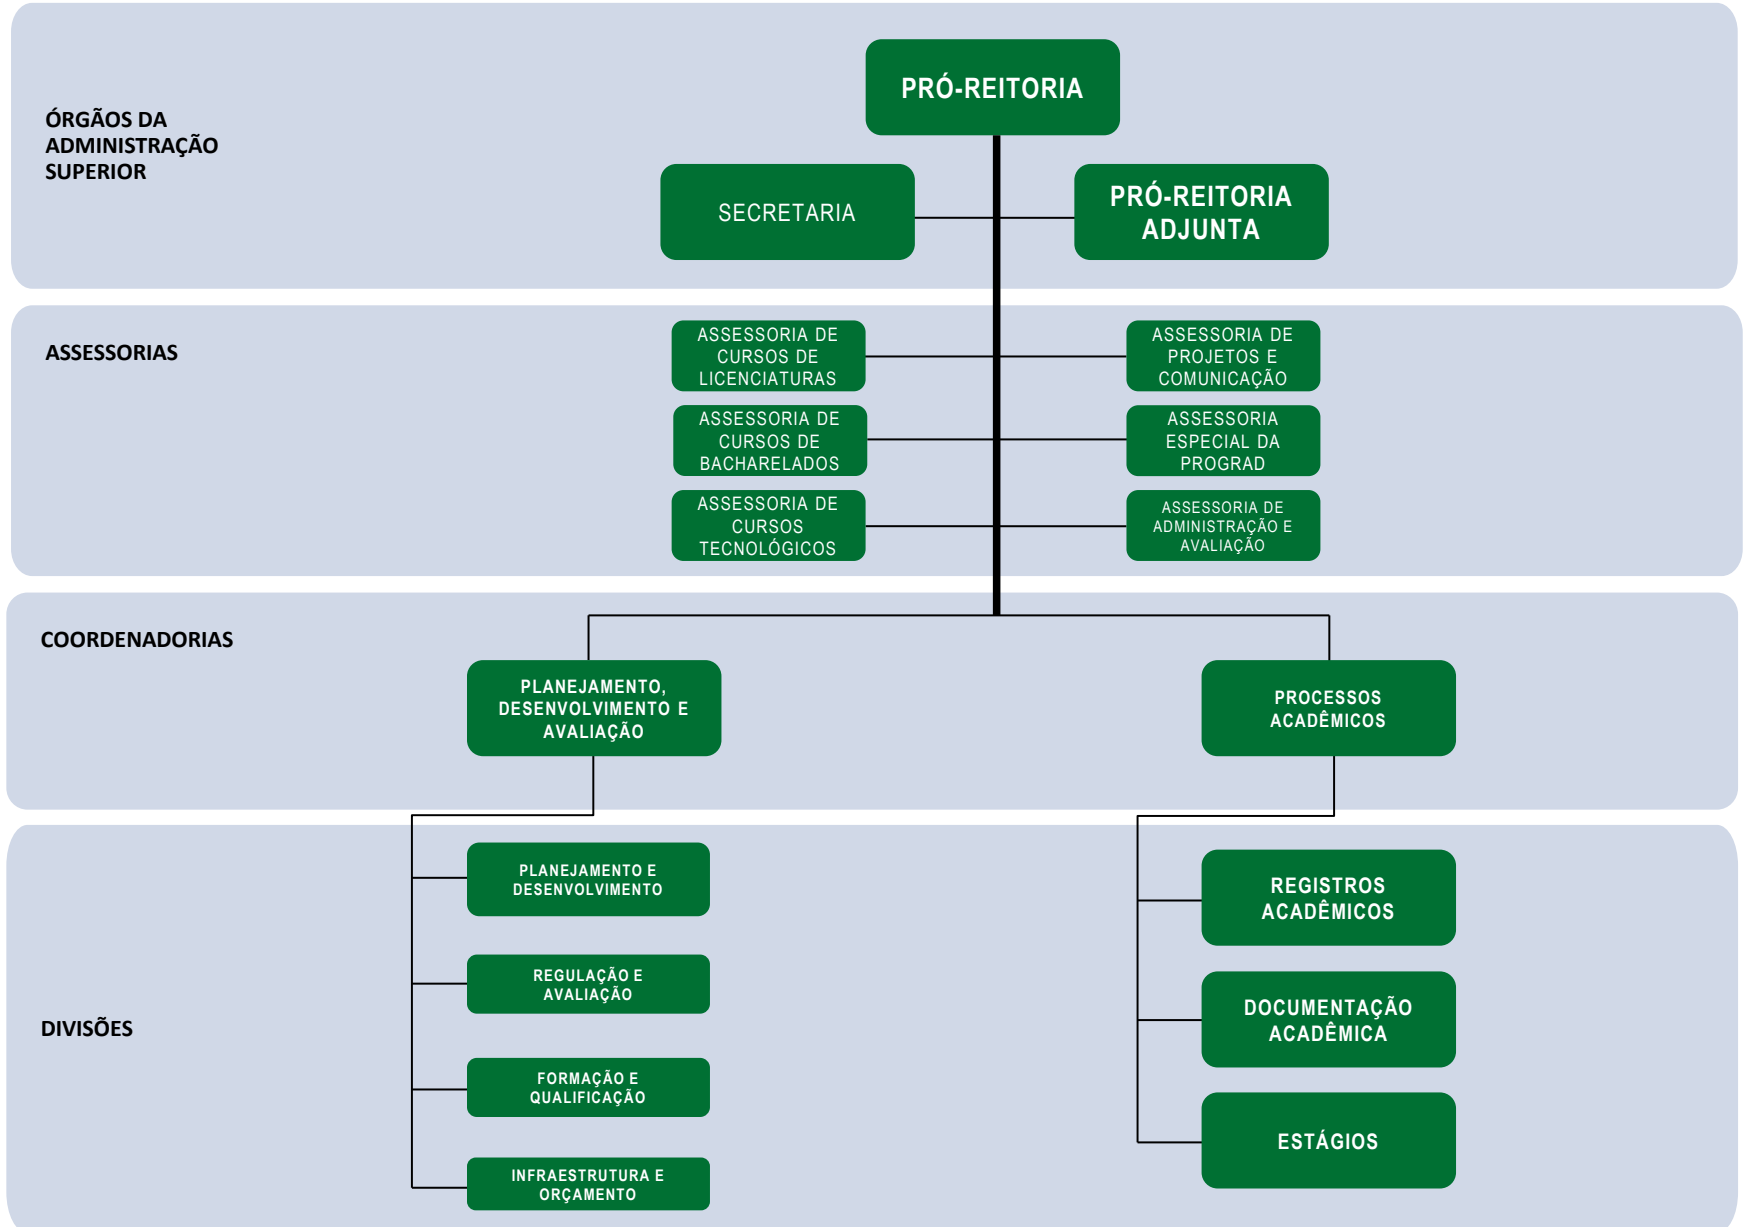 ÓRGÃOS DA
ADMINISTRAÇÃO
SUPERIOR
PRÓ-REITORIA
SECRETARIA
PRÓ-REITORIA
ADJUNTA
ASSESSORIAS
ASSESSORIA DE
CURSOS DE
LICENCIATURAS
ASSESSORIA DE
PROJETOS E
COMUNICAÇÃO
ASSESSORIA DE
CURSOS DE
BACHARELADOS
ASSESSORIA
ESPECIAL DA
PROGRAD
ASSESSORIA DE
CURSOS
TECNOLÓGICOS
ASSESSORIA DE
ADMINISTRAÇÃO E
AVALIAÇÃO
COORDENADORIAS
PLANEJAMENTO,
DESENVOLVIMENTO E
AVALIAÇÃO
PROCESSOS
ACADÊMICOS
DIVISÕES
PLANEJAMENTO E
DESENVOLVIMENTO
REGULAÇÃO E
AVALIAÇÃO
FORMAÇÃO E
QUALIFICAÇÃO
INFRAESTRUTURA E
ORÇAMENTO
REGISTROS
ACADÊMICOS
DOCUMENTAÇÃO
ACADÊMICA
ESTÁGIOS